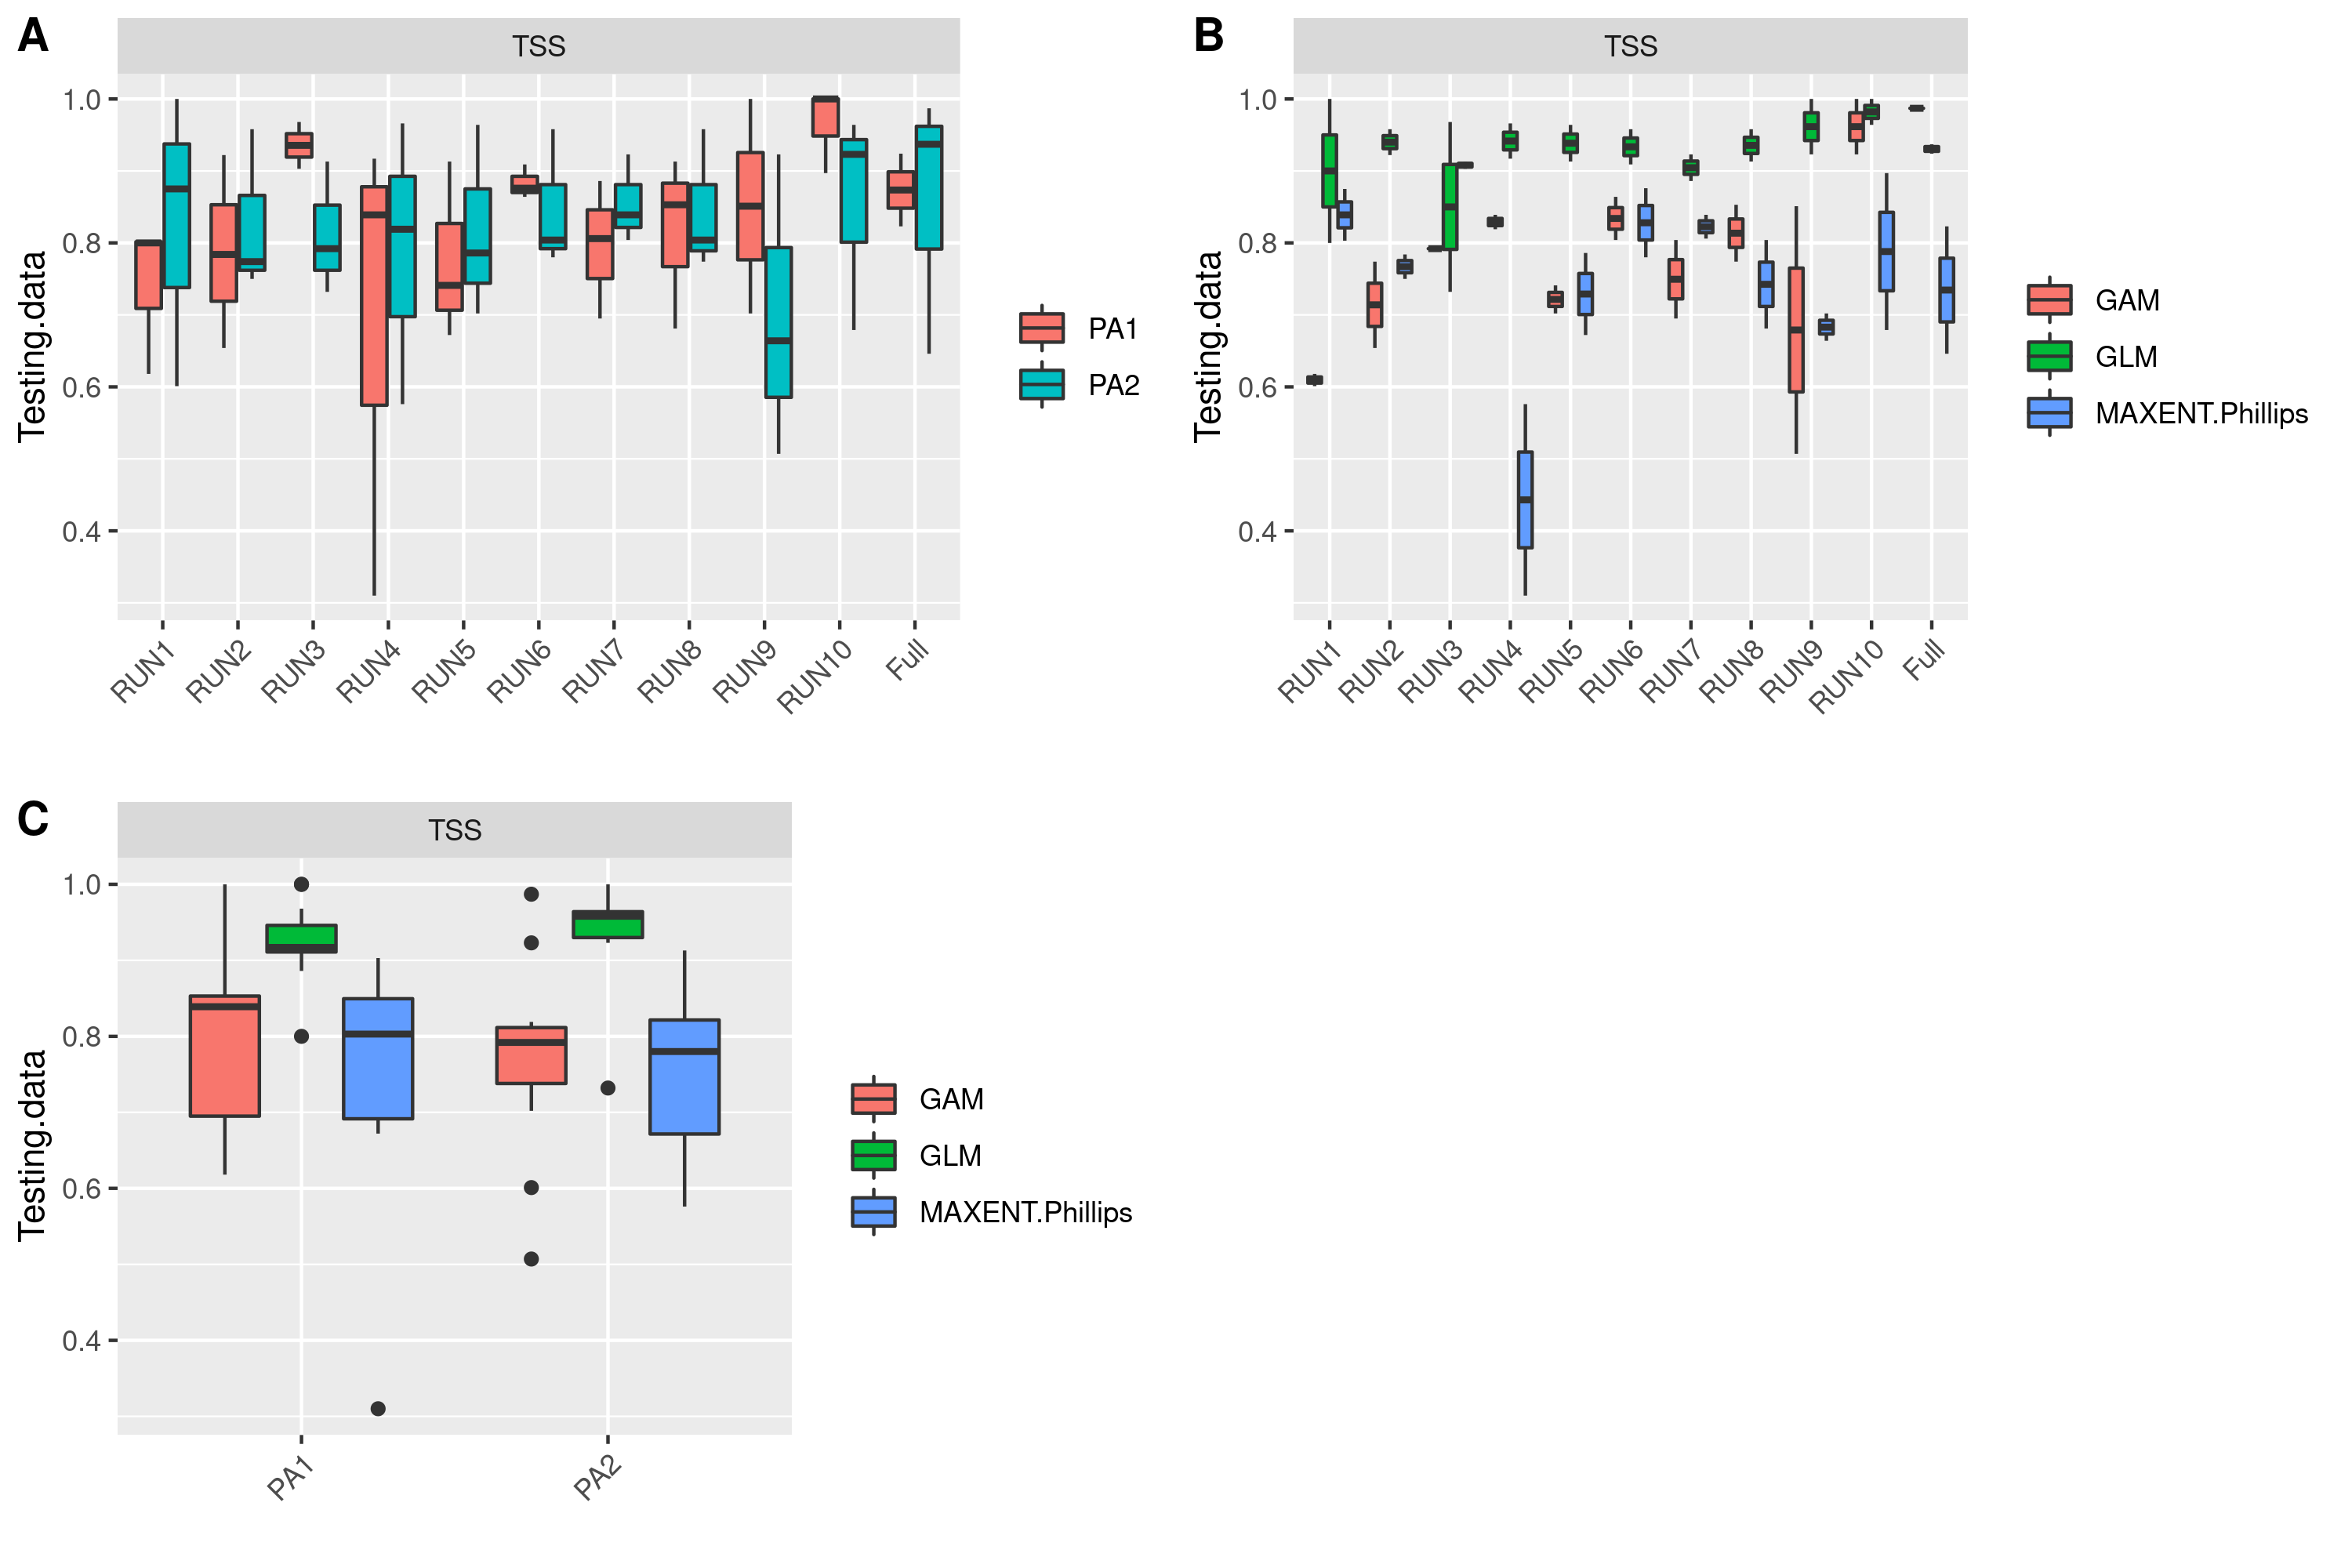 A
TSS
1.0
0.8
0.6
0.4
Testing.data
RUN1
RUN2
RUN3
RUN4
RUN5
RUN6
RUN7
RUN8
RUN9
RUN10
Full
PA1
PA2
B
TSS
1.0
0.8
0.6
0.4
Testing.data
RUN1
RUN2
RUN3
RUN4
RUN5
RUN6
RUN7
RUN8
RUN9
RUN10
Full
GAM
GLM
MAXENT.Phillips
C
TSS
1.0
0.8
0.6
0.4
Testing.data
PA1
PA2
GAM
GLM
MAXENT.Phillips